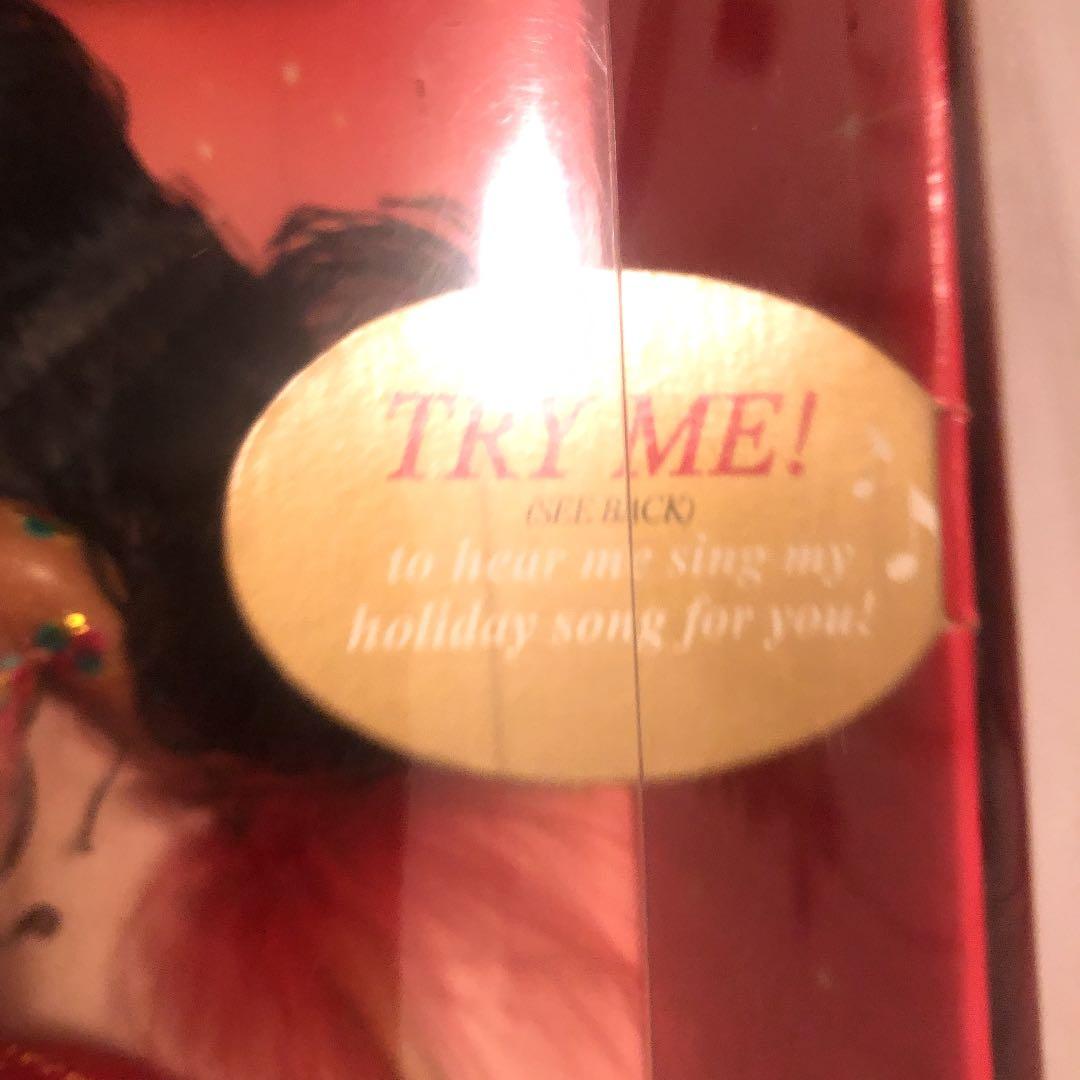 TRY ME!
(SEE BACK)
to hear me sing my
holiday song for you!